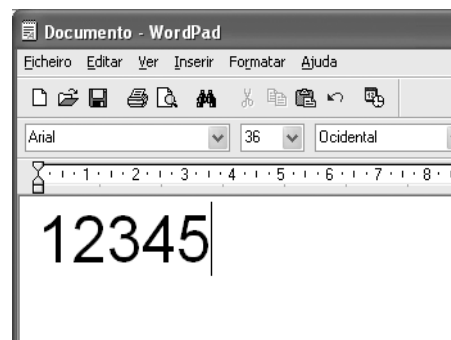 Documento - WordPad
Ficheiro Editar Ver Inserir Formatar Ajuda
Arial 36 Ocidental
1 2 3 4 5 6 7 8
12345